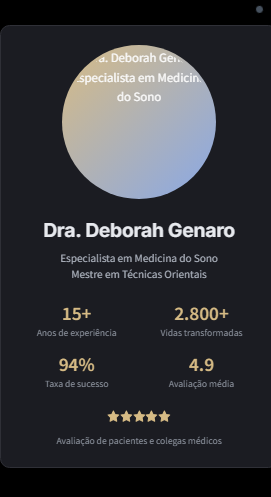 a. Deborah Gen
specialista em Medicin
do Sono
Dra. Deborah Genaro
Especialista em Medicina do Sono
Mestre em Técnicas Orientais
15+
2.800+
Anos de experiência
Vidas transformadas
94%
4.9
Taxa de sucesso
Avaliação média
Avaliação de pacientes e colegas médicos